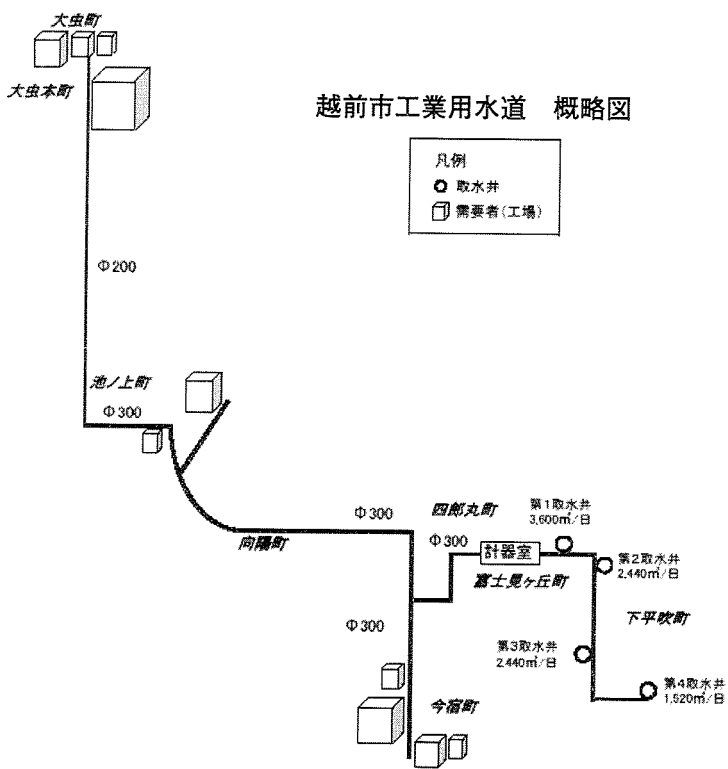 大虫町
大虫本町
越前市工業用水道 概略図
凡例
取水井
需要者(工場)
Φ200
池ノ上町
Φ300
向陽町
Φ300
四郎丸町
Φ300
計器室
富士見ヶ丘町
第1取水井
3,600㎥/日
第2取水井
2,440㎥/日
下平吹町
第3取水井
2,440㎥/日
第4取水井
1,520㎥/日
Φ300
今宿町